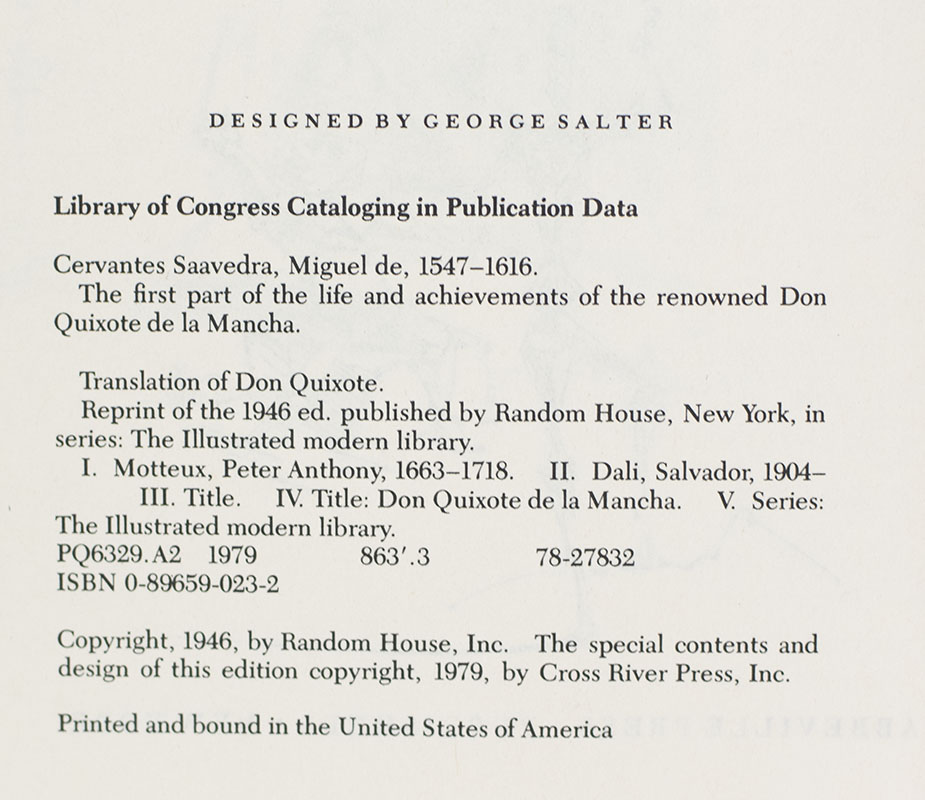 DESIGNED BY GEORGE SALTER
Library of Congress Cataloging in Publication Data
Cervantes Saavedra, Miguel de, 1547–1616.
The first part of the life and achievements of the renowned Don
Quixote de la Mancha.
Translation of Don Quixote.
Reprint of the 1946 ed. published by Random House, New York, in
series: The Illustrated modern library.
I. Motteux, Peter Anthony, 1663–1718. II. Dali, Salvador, 1904–
III. Title. IV. Title: Don Quixote de la Mancha. V. Series:
The Illustrated modern library.
PQ6329.A2 1979 863′.3 78-27832
ISBN 0-89659-023-2
Copyright, 1946, by Random House, Inc. The special contents and
design of this edition copyright, 1979, by Cross River Press, Inc.
Printed and bound in the United States of America